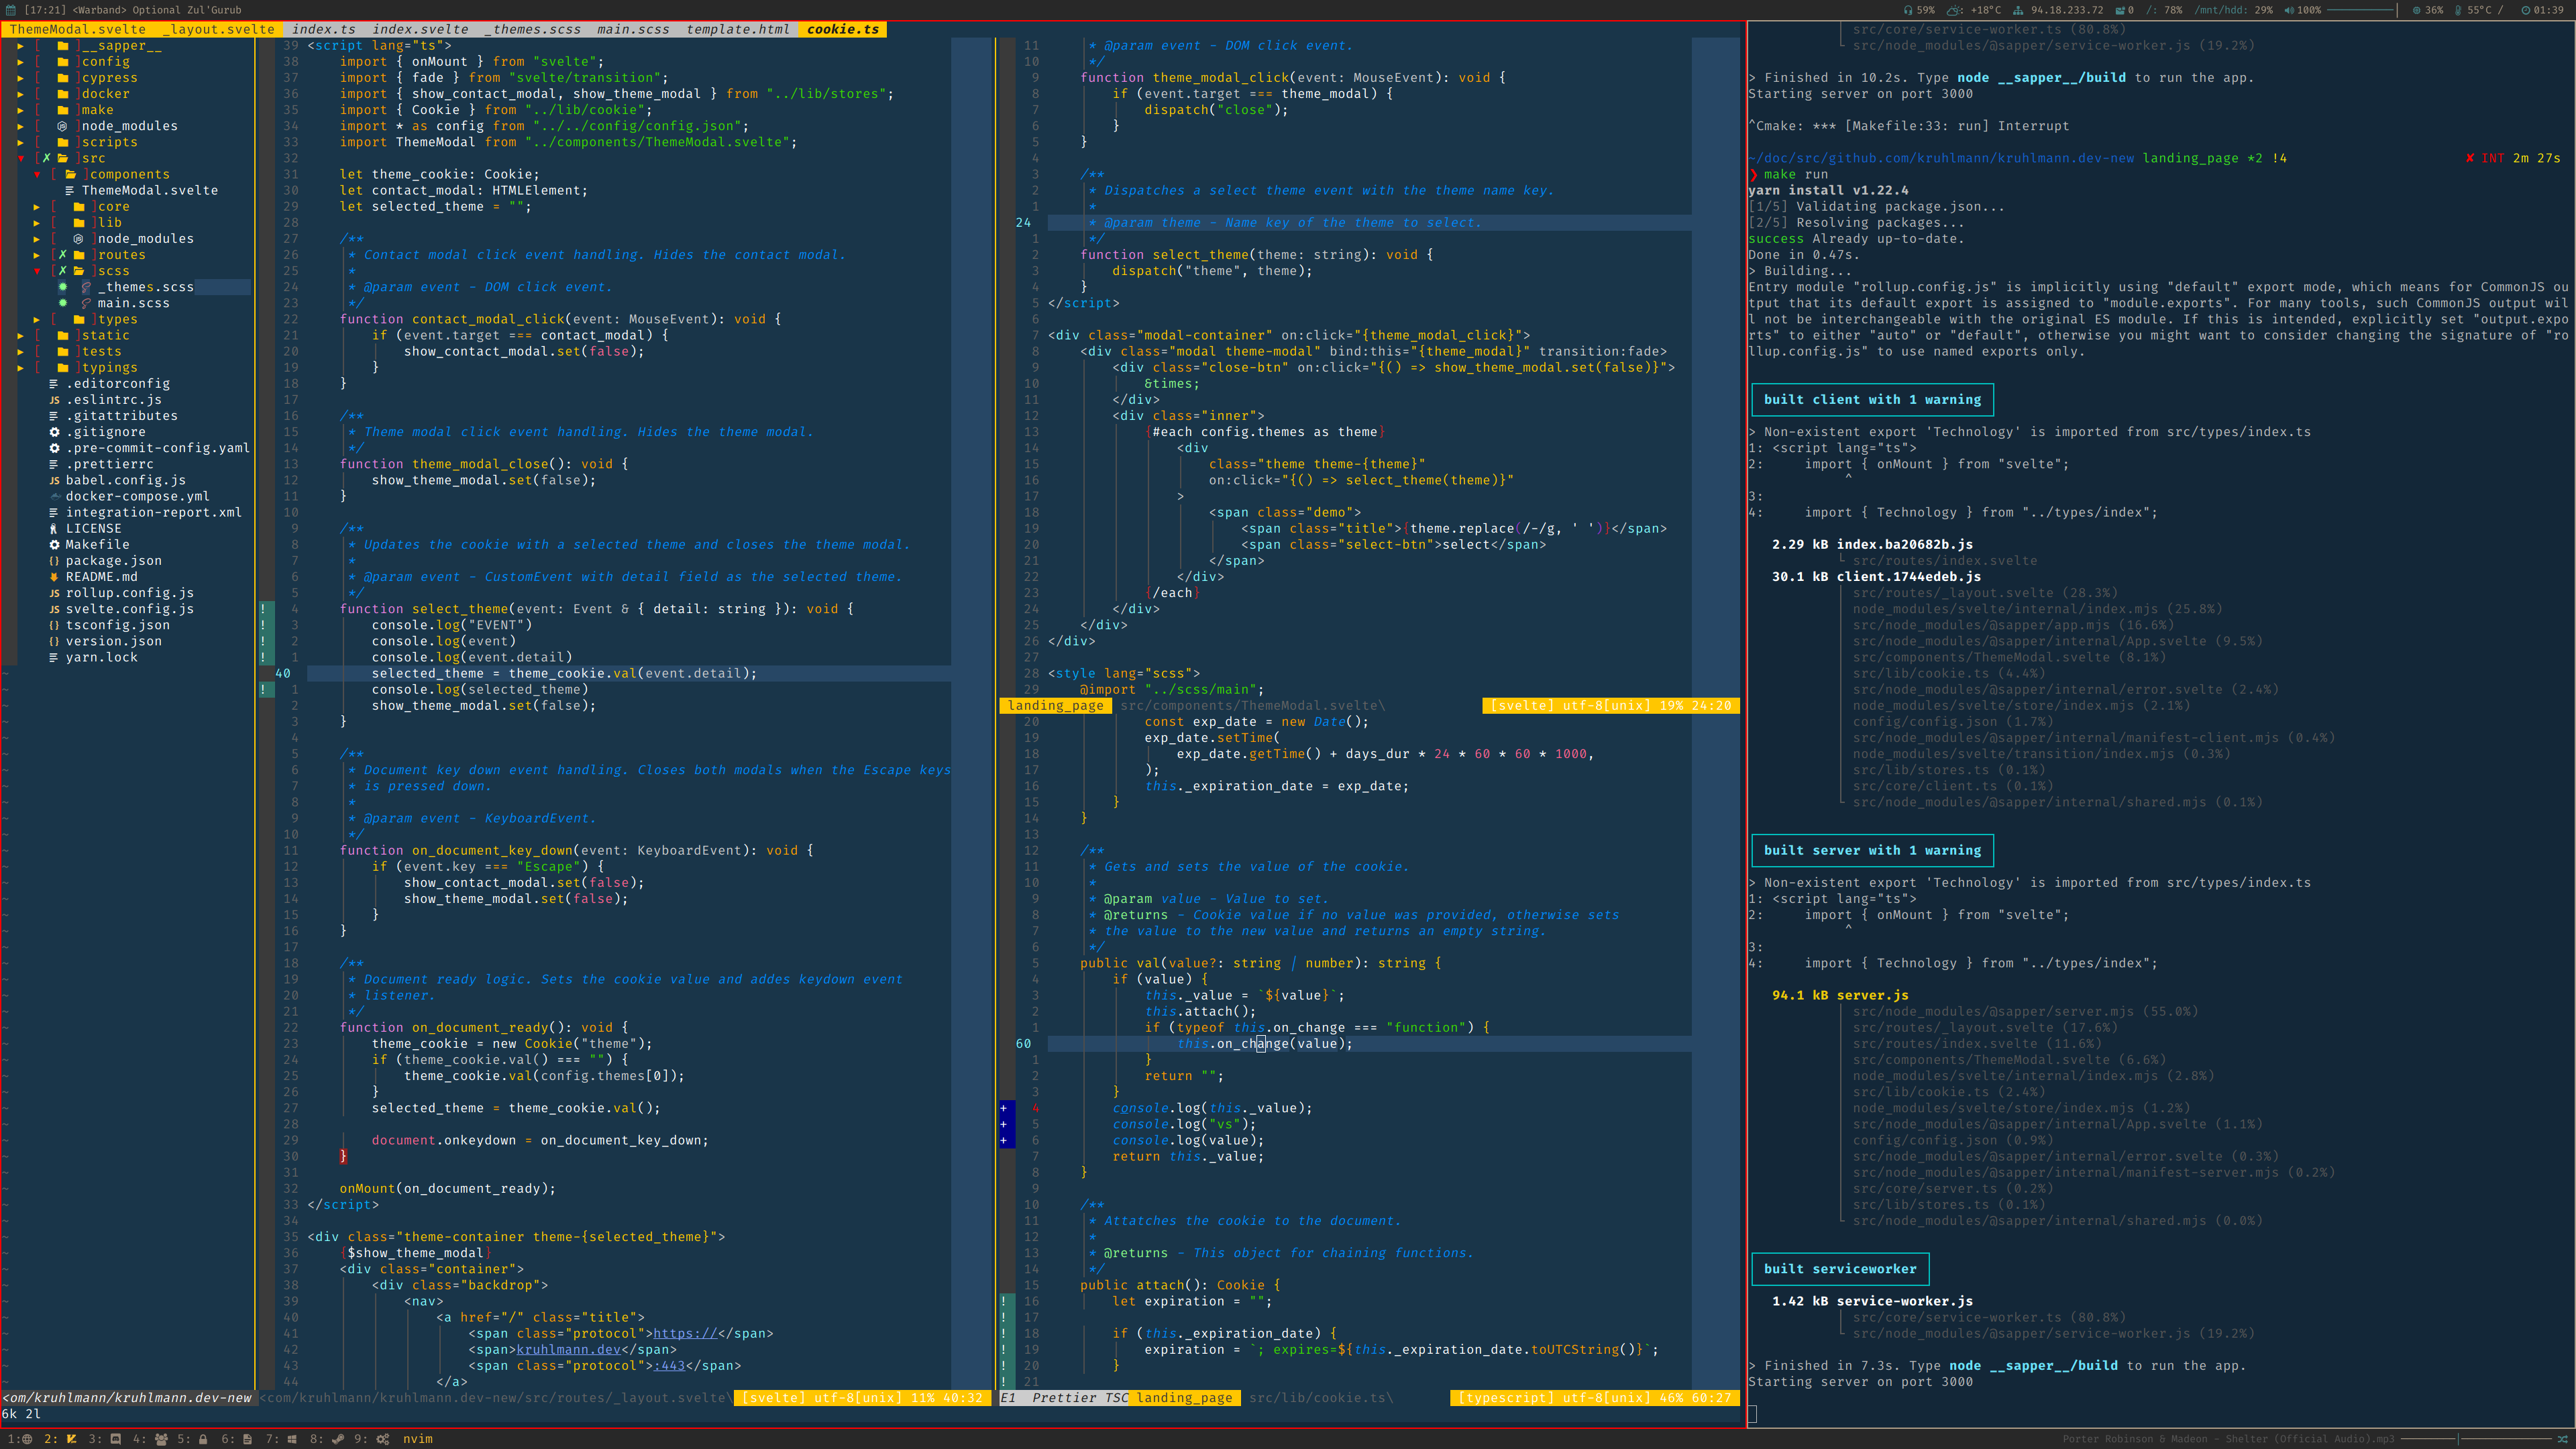 [17:21] <Warband> Optional Zul'Gurub
59% +18°C 94.18.233.72 0 /: 78% /mnt/hdd: 29% 100% 36% 55°C / 01:39
ThemeModal.svelte _layout.svelte index.ts index.svelte _themes.scss main.scss template.html cookie.ts
▸ [ ]__sapper__
▸ [ ]config
▸ [ ]cypress
▸ [ ]docker
▸ [ ]make
▸ [ ]node_modules
▸ [ ]scripts
▾ [✗ ]src
▾ [ ]components
ThemeModal.svelte
▸ [ ]core
▸ [ ]lib
▸ [ ]node_modules
▸ [✗ ]routes
▾ [✗ ]scss
_themes.scss
main.scss
▸ [ ]types
▸ [ ]static
▸ [ ]tests
▸ [ ]typings
.editorconfig
.eslintrc.js
.gitattributes
.gitignore
.pre-commit-config.yaml
.prettierrc
babel.config.js
docker-compose.yml
integration-report.xml
LICENSE
Makefile
package.json
README.md
rollup.config.js
svelte.config.js
tsconfig.json
version.json
yarn.lock
<om/kruhlmann/kruhlmann.dev-new
39 <script lang="ts">
38 import { onMount } from "svelte";
37 import { fade } from "svelte/transition";
36 import { show_contact_modal, show_theme_modal } from "../lib/stores";
35 import { Cookie } from "../lib/cookie";
34 import * as config from "../../config/config.json";
33 import ThemeModal from "../components/ThemeModal.svelte";
32
31 let theme_cookie: Cookie;
30 let contact_modal: HTMLElement;
29 let selected_theme = "";
28
27 /**
26 * Contact modal click event handling. Hides the contact modal.
25 *
24 * @param event - DOM click event.
23 */
22 function contact_modal_click(event: MouseEvent): void {
21 if (event.target === contact_modal) {
20 show_contact_modal.set(false);
19 }
18 }
17
16 /**
15 * Theme modal click event handling. Hides the theme modal.
14 */
13 function theme_modal_close(): void {
12 show_theme_modal.set(false);
11 }
10
9 /**
8 * Updates the cookie with a selected theme and closes the theme modal.
7 *
6 * @param event - CustomEvent with detail field as the selected theme.
5 */
! 4 function select_theme(event: Event & { detail: string }): void {
! 3 console.log("EVENT")
! 2 console.log(event)
! 1 console.log(event.detail)
40 selected_theme = theme_cookie.val(event.detail);
! 1 console.log(selected_theme)
2 show_theme_modal.set(false);
3 }
4
5 /**
6 * Document key down event handling. Closes both modals when the Escape keys
7 * is pressed down.
8 *
9 * @param event - KeyboardEvent.
10 */
11 function on_document_key_down(event: KeyboardEvent): void {
12 if (event.key === "Escape") {
13 show_contact_modal.set(false);
14 show_theme_modal.set(false);
15 }
16 }
17
18 /**
19 * Document ready logic. Sets the cookie value and addes keydown event
20 * listener.
21 */
22 function on_document_ready(): void {
23 theme_cookie = new Cookie("theme");
24 if (theme_cookie.val() === "") {
25 theme_cookie.val(config.themes[0]);
26 }
27 selected_theme = theme_cookie.val();
28
29 document.onkeydown = on_document_key_down;
30 }
31
32 onMount(on_document_ready);
33 </script>
34
35 <div class="theme-container theme-{selected_theme}">
36 {$show_theme_modal}
37 <div class="container">
38 <div class="backdrop">
39 <nav>
40 <a href="/" class="title">
41 <span class="protocol">https://</span>
42 <span>kruhlmann.dev</span>
43 <span class="protocol">:443</span>
44 </a>
<com/kruhlmann/kruhlmann.dev-new/src/routes/_layout.svelte\ [svelte] utf-8[unix] 11% 40:32
11 * @param event - DOM click event.
10 */
9 function theme_modal_click(event: MouseEvent): void {
8 if (event.target === theme_modal) {
7 dispatch("close");
6 }
5 }
4
3 /**
2 * Dispatches a select theme event with the theme name key.
1 *
24 * @param theme - Name key of the theme to select.
1 */
2 function select_theme(theme: string): void {
3 dispatch("theme", theme);
4 }
5 </script>
6
7 <div class="modal-container" on:click="{theme_modal_click}">
8 <div class="modal theme-modal" bind:this="{theme_modal}" transition:fade>
9 <div class="close-btn" on:click="{() => show_theme_modal.set(false)}">
10 &times;
11 </div>
12 <div class="inner">
13 {#each config.themes as theme}
14 <div
15 class="theme theme-{theme}"
16 on:click="{() => select_theme(theme)}"
17 >
18 <span class="demo">
19 <span class="title">{theme.replace(/-/g, ' ')}</span>
20 <span class="select-btn">select</span>
21 </span>
22 </div>
23 {/each}
24 </div>
25 </div>
26 </div>
27
28 <style lang="scss">
29 @import "../scss/main";
landing_page src/components/ThemeModal.svelte\ [svelte] utf-8[unix] 19% 24:20
20 const exp_date = new Date();
19 exp_date.setTime(
18 exp_date.getTime() + days_dur * 24 * 60 * 60 * 1000,
17 );
16 this._expiration_date = exp_date;
15 }
14 }
13
12 /**
11 * Gets and sets the value of the cookie.
10 *
9 * @param value - Value to set.
8 * @returns - Cookie value if no value was provided, otherwise sets
7 * the value to the new value and returns an empty string.
6 */
5 public val(value?: string | number): string {
4 if (value) {
3 this._value = `${value}`;
2 this.attach();
1 if (typeof this.on_change === "function") {
60 this.on_change(value);
1 }
2 return "";
3 }
+ 4 console.log(this._value);
+ 5 console.log("vs");
+ 6 console.log(value);
7 return this._value;
8 }
9
10 /**
11 * Attatches the cookie to the document.
12 *
13 * @returns - This object for chaining functions.
14 */
15 public attach(): Cookie {
! 16 let expiration = "";
! 17
! 18 if (this._expiration_date) {
! 19 expiration = `; expires=${this._expiration_date.toUTCString()}`;
! 20 }
! 21
E1 Prettier TSC landing_page src/lib/cookie.ts\ [typescript] utf-8[unix] 46% 60:27
6k 2l
src/core/service-worker.ts (80.8%)
src/node_modules/@sapper/service-worker.js (19.2%)
> Finished in 10.2s. Type node __sapper__/build to run the app.
Starting server on port 3000
^Cmake: *** [Makefile:33: run] Interrupt
~/doc/src/github.com/kruhlmann/kruhlmann.dev-new landing_page *2 !4 ✘ INT 2m 27s
❯ make run
yarn install v1.22.4
[1/5] Validating package.json...
[2/5] Resolving packages...
success Already up-to-date.
Done in 0.47s.
> Building...
Entry module "rollup.config.js" is implicitly using "default" export mode, which means for CommonJS ou
tput that its default export is assigned to "module.exports". For many tools, such CommonJS output wil
l not be interchangeable with the original ES module. If this is intended, explicitly set "output.expo
rts" to either "auto" or "default", otherwise you might want to consider changing the signature of "ro
llup.config.js" to use named exports only.
built client with 1 warning
> Non-existent export 'Technology' is imported from src/types/index.ts
1: <script lang="ts">
2: import { onMount } from "svelte";
^
3:
4: import { Technology } from "../types/index";
2.29 kB index.ba20682b.js
src/routes/index.svelte
30.1 kB client.1744edeb.js
src/routes/_layout.svelte (28.3%)
node_modules/svelte/internal/index.mjs (25.8%)
src/node_modules/@sapper/app.mjs (16.6%)
src/node_modules/@sapper/internal/App.svelte (9.5%)
src/components/ThemeModal.svelte (8.1%)
src/lib/cookie.ts (4.4%)
src/node_modules/@sapper/internal/error.svelte (2.4%)
node_modules/svelte/store/index.mjs (2.1%)
config/config.json (1.7%)
src/node_modules/@sapper/internal/manifest-client.mjs (0.4%)
node_modules/svelte/transition/index.mjs (0.3%)
src/lib/stores.ts (0.1%)
src/core/client.ts (0.1%)
src/node_modules/@sapper/internal/shared.mjs (0.1%)
built server with 1 warning
> Non-existent export 'Technology' is imported from src/types/index.ts
1: <script lang="ts">
2: import { onMount } from "svelte";
^
3:
4: import { Technology } from "../types/index";
94.1 kB server.js
src/node_modules/@sapper/server.mjs (55.0%)
src/routes/_layout.svelte (17.6%)
src/routes/index.svelte (11.6%)
src/components/ThemeModal.svelte (6.6%)
node_modules/svelte/internal/index.mjs (2.8%)
src/lib/cookie.ts (2.4%)
node_modules/svelte/store/index.mjs (1.2%)
src/node_modules/@sapper/internal/App.svelte (1.1%)
config/config.json (0.9%)
src/node_modules/@sapper/internal/error.svelte (0.3%)
src/node_modules/@sapper/internal/manifest-server.mjs (0.2%)
src/core/server.ts (0.2%)
src/lib/stores.ts (0.1%)
src/node_modules/@sapper/internal/shared.mjs (0.0%)
built serviceworker
1.42 kB service-worker.js
src/core/service-worker.ts (80.8%)
src/node_modules/@sapper/service-worker.js (19.2%)
> Finished in 7.3s. Type node __sapper__/build to run the app.
Starting server on port 3000
1: 2: 3: 4: 5: 6: 7: 8: 9: nvim
Porter Robinson & Madeon - Shelter (Official Audio).mp3